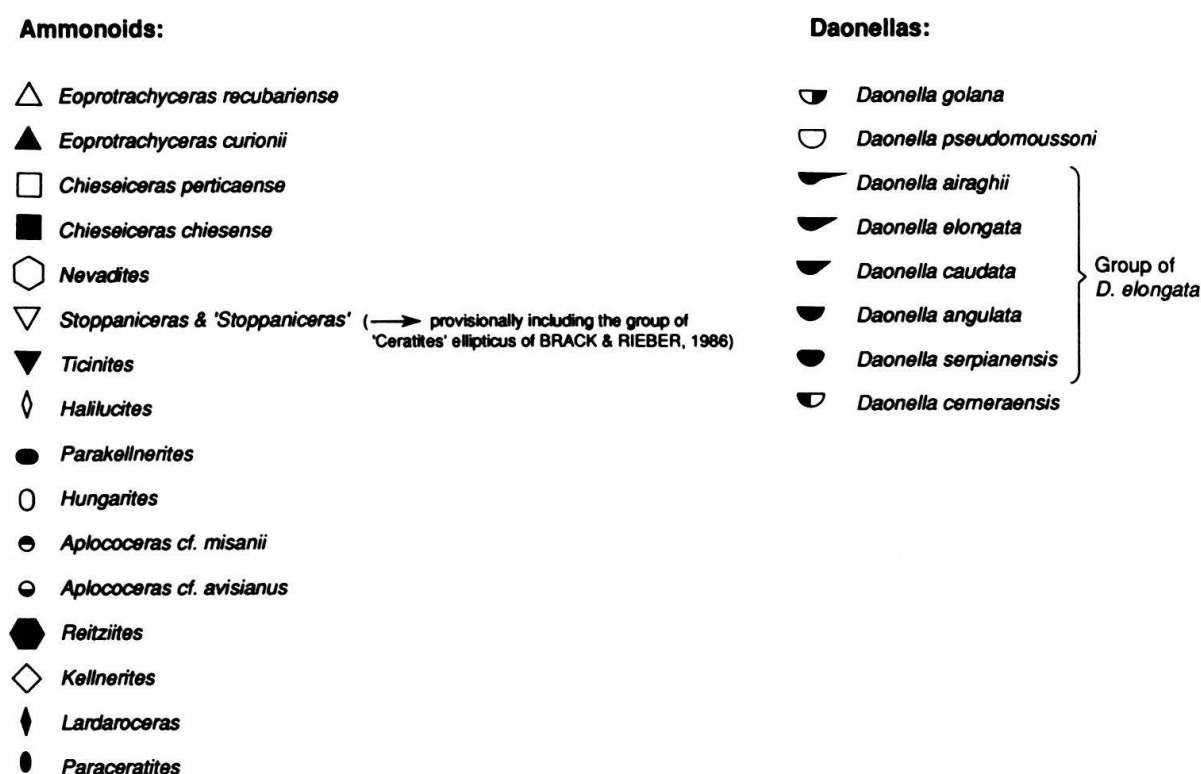 Ammonoids:
Eoprotrachyceras recubariense
Eoprotrachyceras curionii
Chieseiceras perticaense
Chieseiceras chiesense
Nevadites
Stoppaniceras & 'Stoppaniceras' (⟶ provisionally including the group of
'Ceratites' ellipticus of BRACK & RIEBER, 1986)
Ticinites
Halilucites
Parakellnerites
Hungarites
Aplococeras cf. misanii
Aplococeras cf. avisianus
Reitziites
Kellnerites
Lardaroceras
Paraceratites
Daonellas:
Daonella golana
Daonella pseudomoussoni
Daonella airaghii
Daonella elongata
Daonella caudata
Daonella angulata
Daonella serpianensis
Daonella cerneraensis
Group of
D. elongata